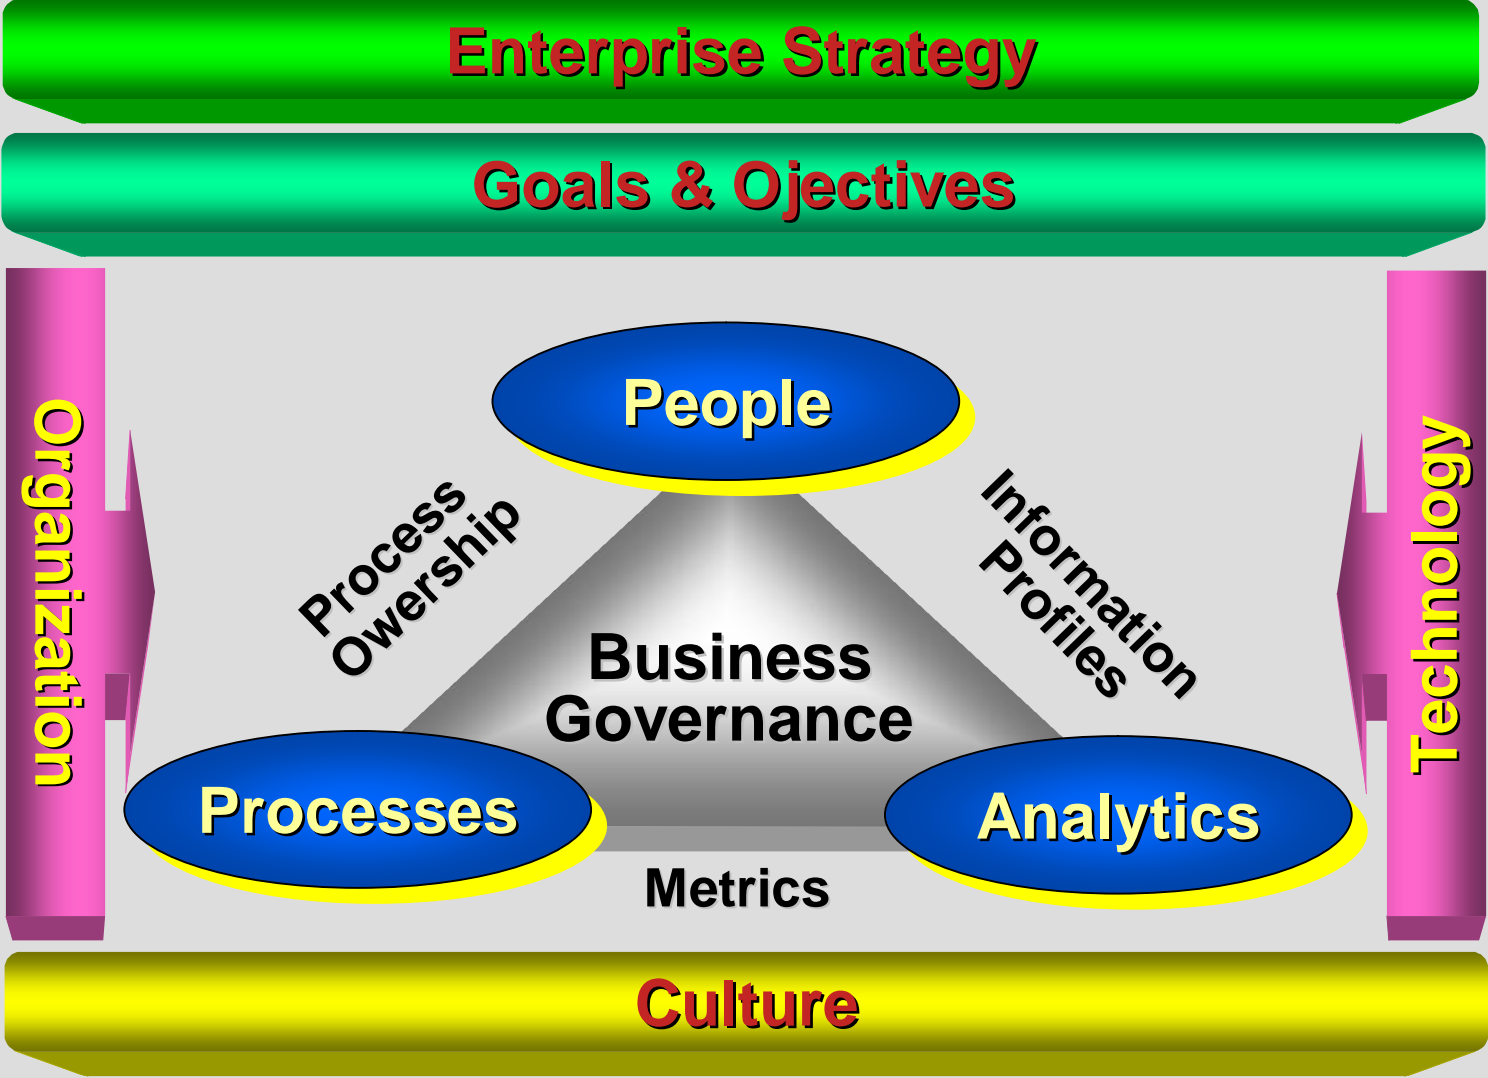 Enterprise Strategy
Goals & Ojectives
Organization
People
Technology
Process
Owership
Information
Profiles
Business
Governance
Processes
Analytics
Metrics
Culture